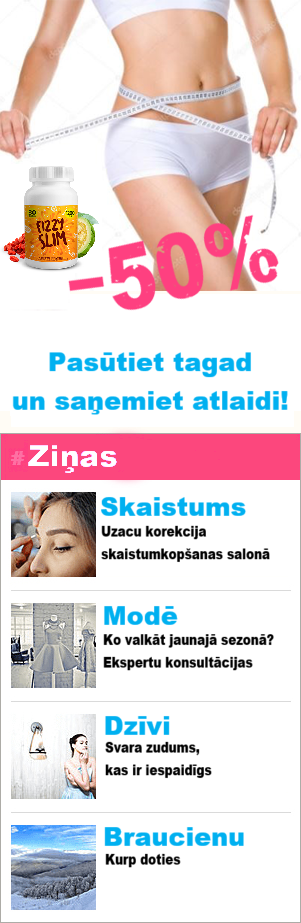 FIZZY
SLIM
-50%
Pasūtiet tagad
un saņemiet atlaidi!
#Ziņas
Skaistums
Uzacu korekcija
skaistumkopšanas salonā
Modē
Ko valkāt jaunajā sezonā?
Ekspertu konsultācijas
Dzīvi
Svara zudums,
kas ir iespaidīgs
Braucienu
Kurp doties